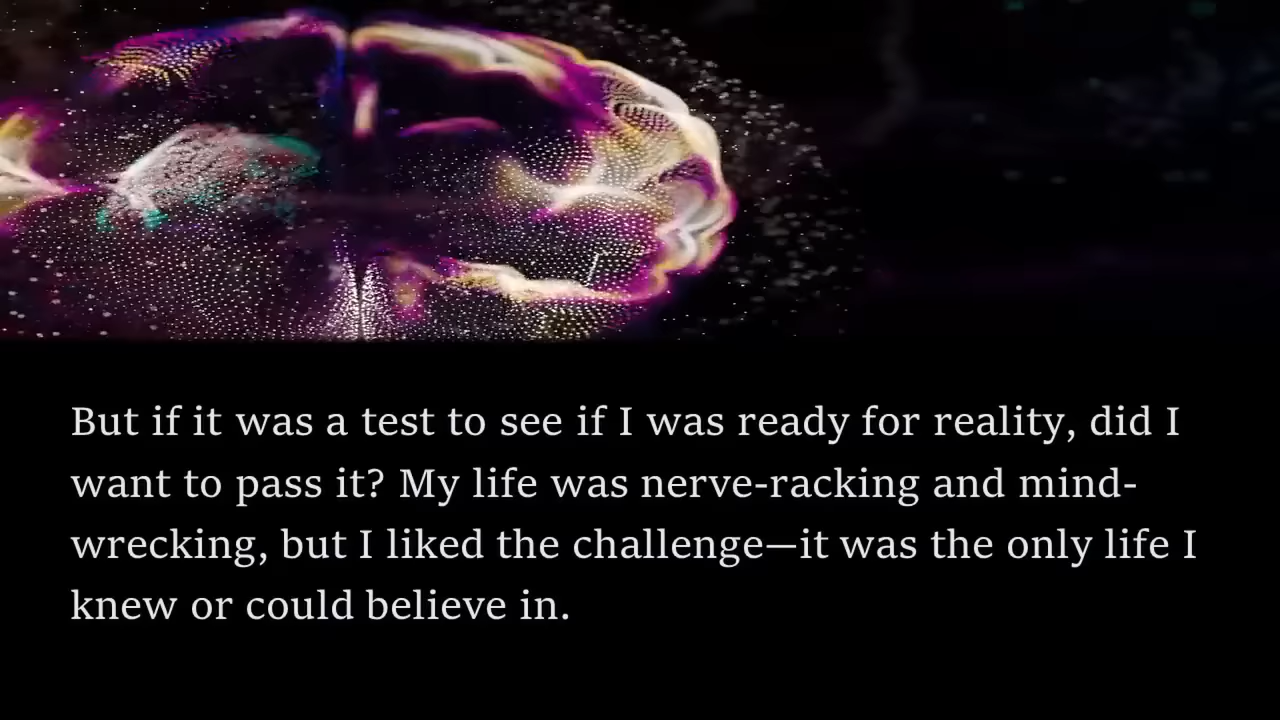 But if it was a test to see if I was ready for reality, did I
want to pass it? My life was nerve-racking and mind-
wrecking, but I liked the challenge—it was the only life I
knew or could believe in.